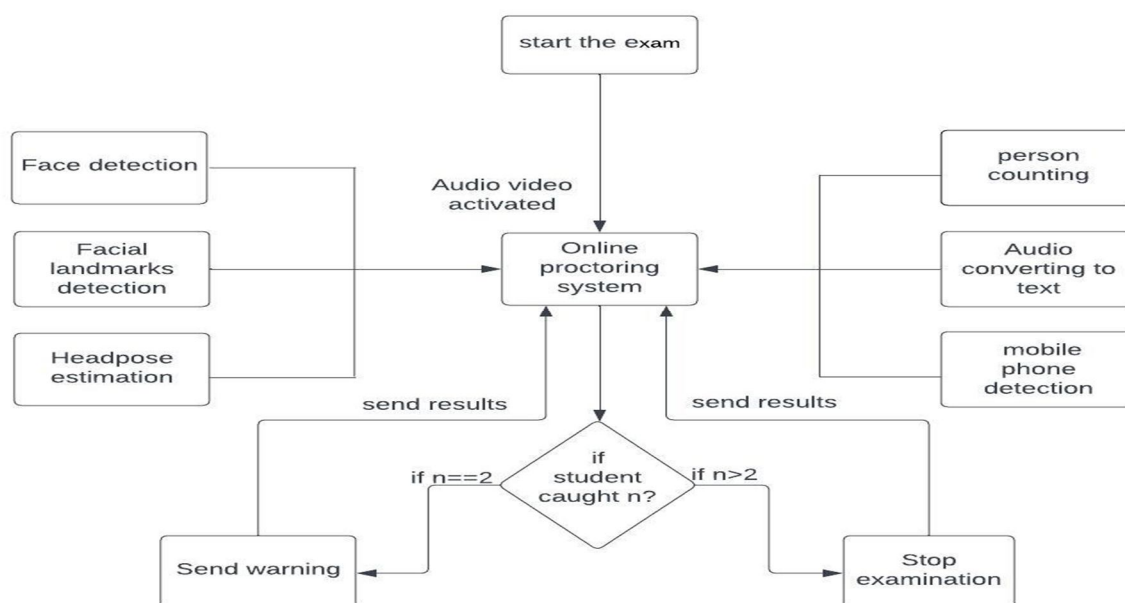 start the exam
Face detection
person
counting
Audio video
activated
Facial
landmarks
detection
Online
proctoring
system
Audio
converting to
text
Headpose
estimation
mobile
phone
detection
send results
send results
if n==2
if
student
caught n?
if n>2
Send warning
Stop
examination